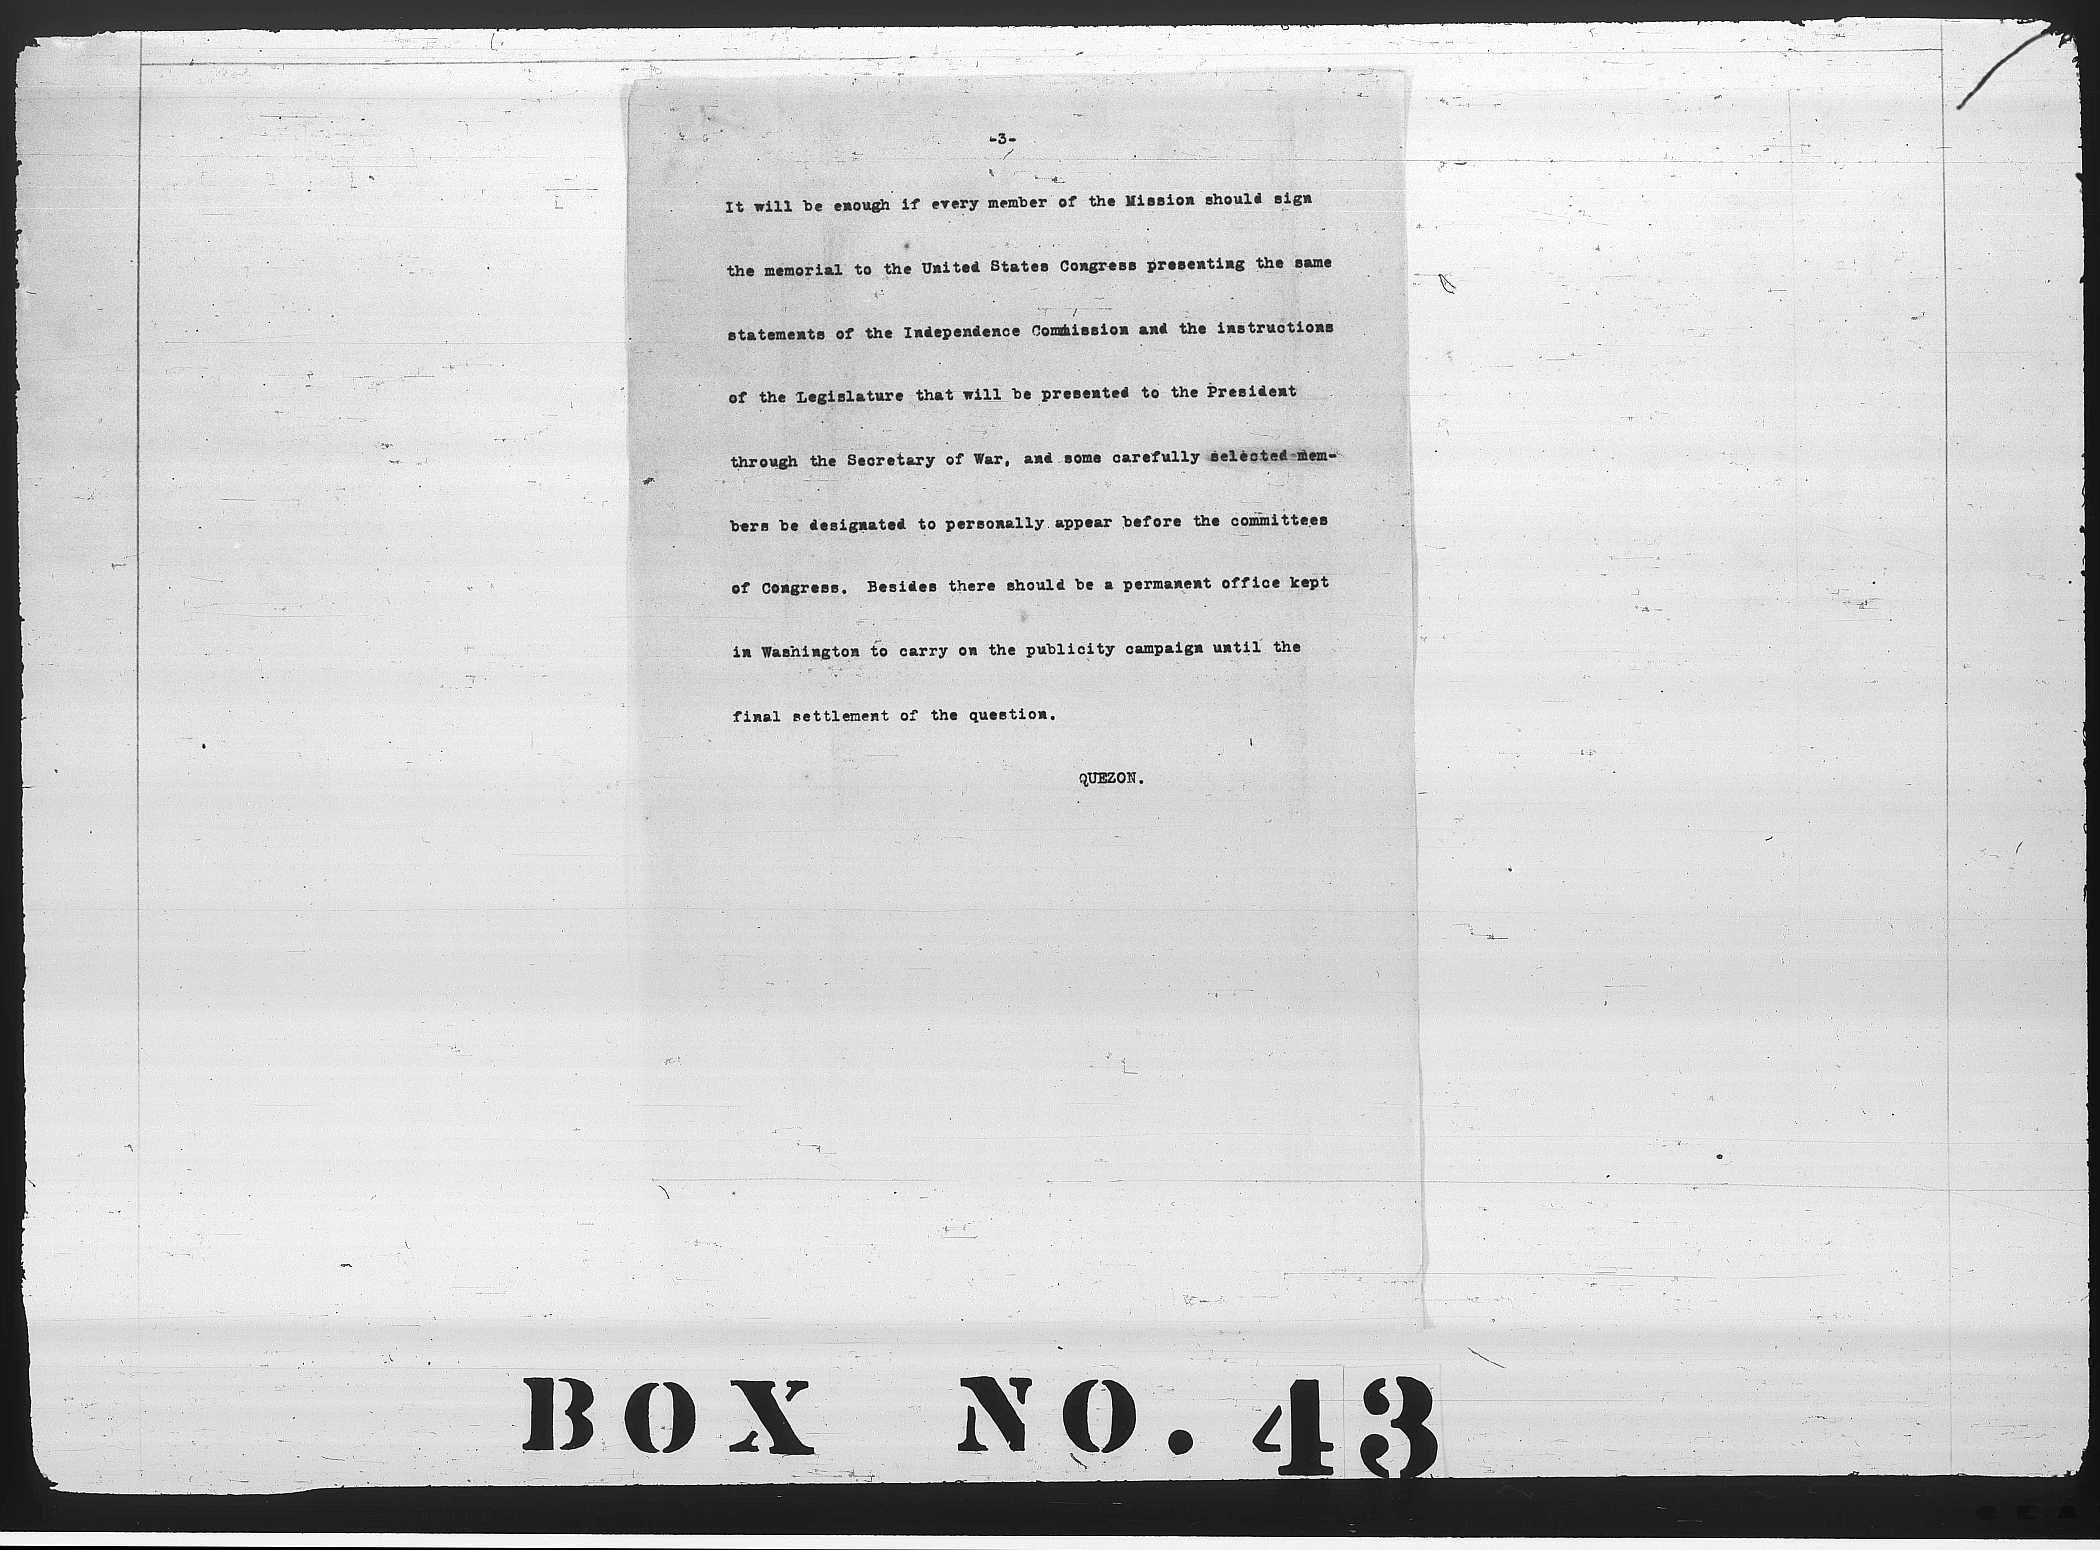 -3-
It will be enough if every member of the Mission should sign
the memorial to the United States Congress presenting the same
statements of the Independence Commission and the instructions
of the Legislature that will be presented to the President
through the Secretary of War, and some carefully selected mem-
bers be designated to personally appear before the committees
of Congress. Besides there should be a permanent office kept
in Washington to carry on the publicity campaign until the
final settlement of the question.
QUEZON.
BOX NO. 43